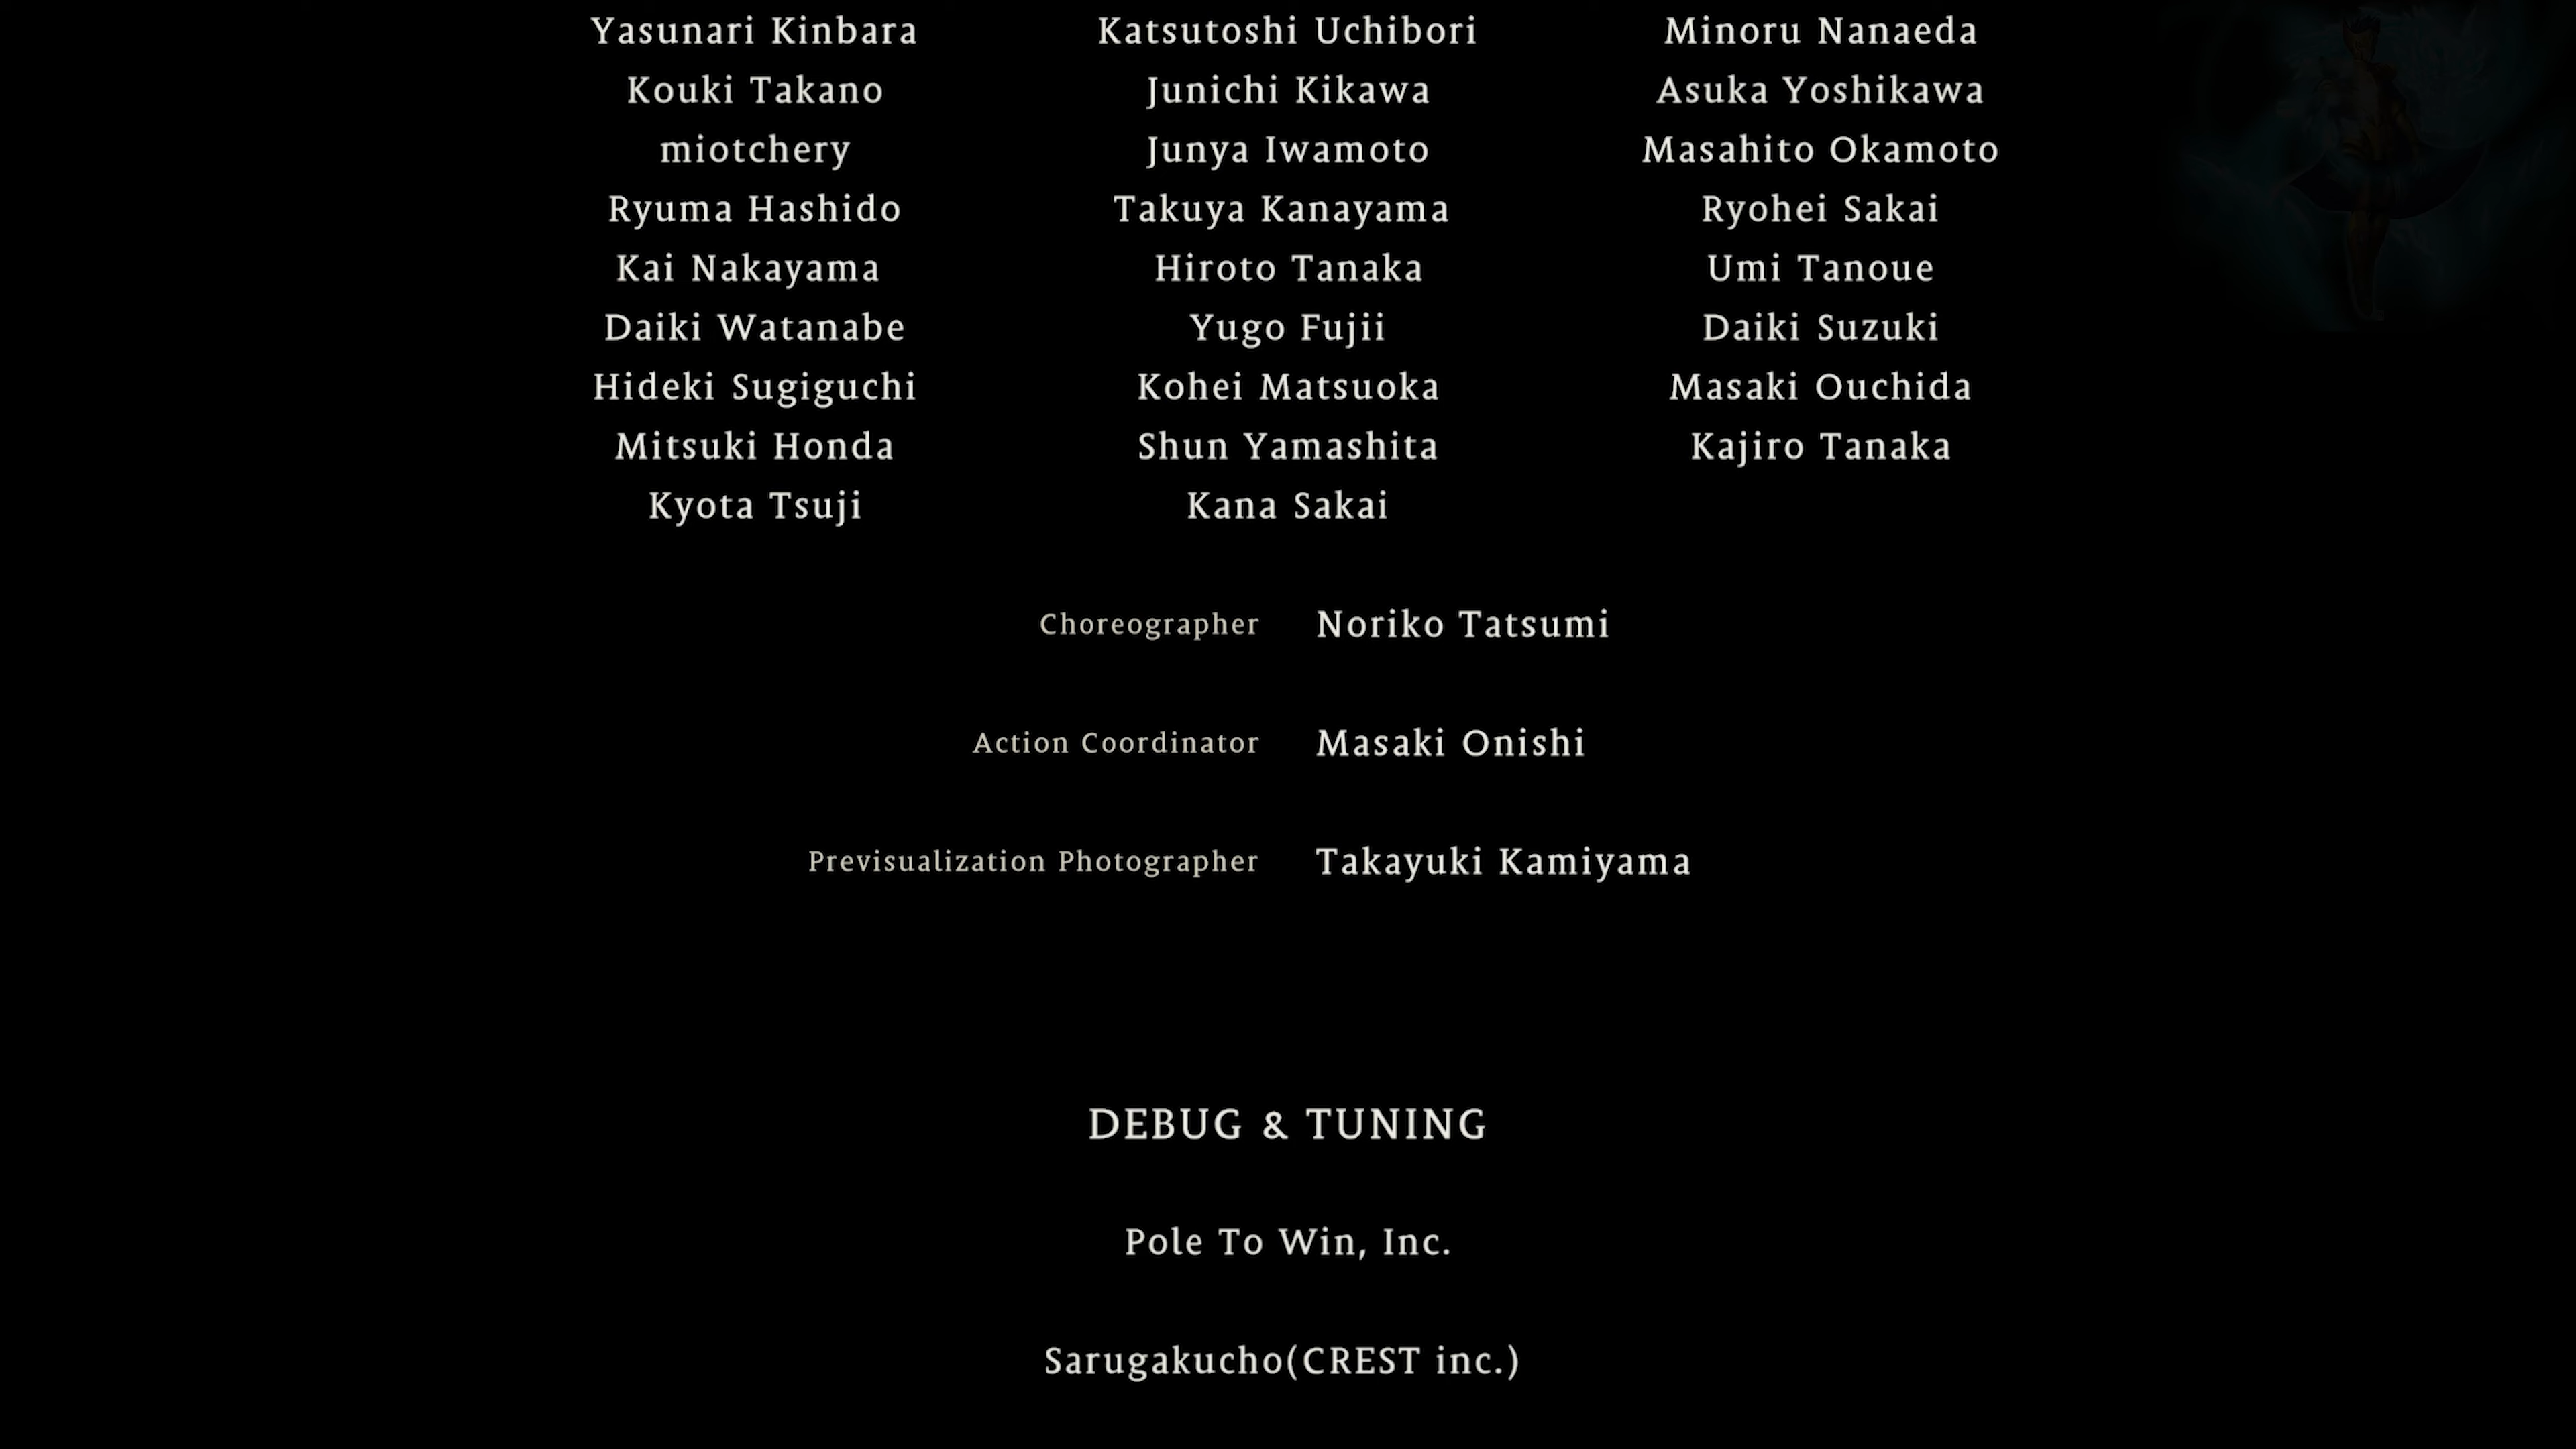 Yasunari Kinbara Katsutoshi Uchibori Minoru Nanaeda
Kouki Takano Junichi Kikawa Asuka Yoshikawa
miotchery Junya Iwamoto Masahito Okamoto
Ryuma Hashido Takuya Kanayama Ryohei Sakai
Kai Nakayama Hiroto Tanaka Umi Tanoue
Daiki Watanabe Yugo Fujii Daiki Suzuki
Hideki Sugiguchi Kohei Matsuoka Masaki Ouchida
Mitsuki Honda Shun Yamashita Kajiro Tanaka
Kyota Tsuji Kana Sakai
Choreographer Noriko Tatsumi
Action Coordinator Masaki Onishi
Previsualization Photographer Takayuki Kamiyama
DEBUG & TUNING
Pole To Win, Inc.
Sarugakucho(CREST inc.)